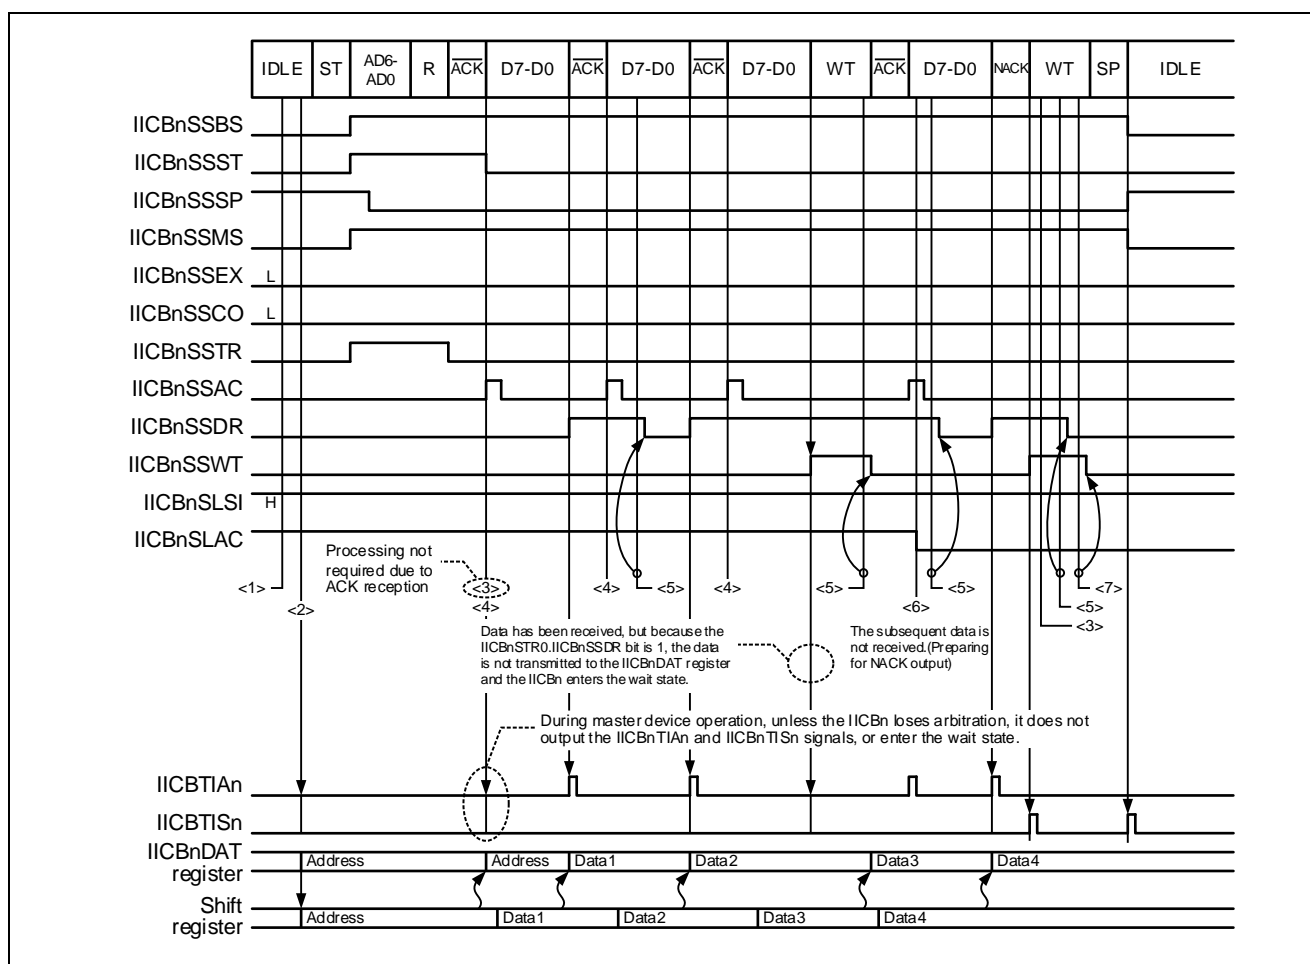 IDLE ST AD6- R ACK D7-D0 ACK D7-D0 ACK D7-D0 WT ACK D7-D0 NACK WT SP IDLE
AD0
IICBnSSBS
IICBnSSST
IICBnSSSP
IICBnSSMS
IICBnSSEX L
IICBnSSCO L
IICBnSSTR
IICBnSSAC
IICBnSSDR
IICBnSSWT
IICBnSLSI H
IICBnSLAC
Processing not
required due to
ACK reception
<1> <3> <4> <5> <4> <5> <5> <7>
<2> <4> <6> <5>
<3>
Data has been received, but because the
IICBnSTR0.IICBnSSDR bit is 1, the data
is not transmitted to the IICBnDAT register
and the IICBn enters the wait state.
The subsequent data is
not received.(Preparing
for NACK output)
During master device operation, unless the IICBn loses arbitration, it does not
output the IICBnTIAn and IICBnTISn signals, or enter the wait state.
IICBTIAn
IICBTISn
IICBnDAT
register
Address Address Data1 Data2 Data3 Data4
Shift
register
Address Data1 Data2 Data3 Data4